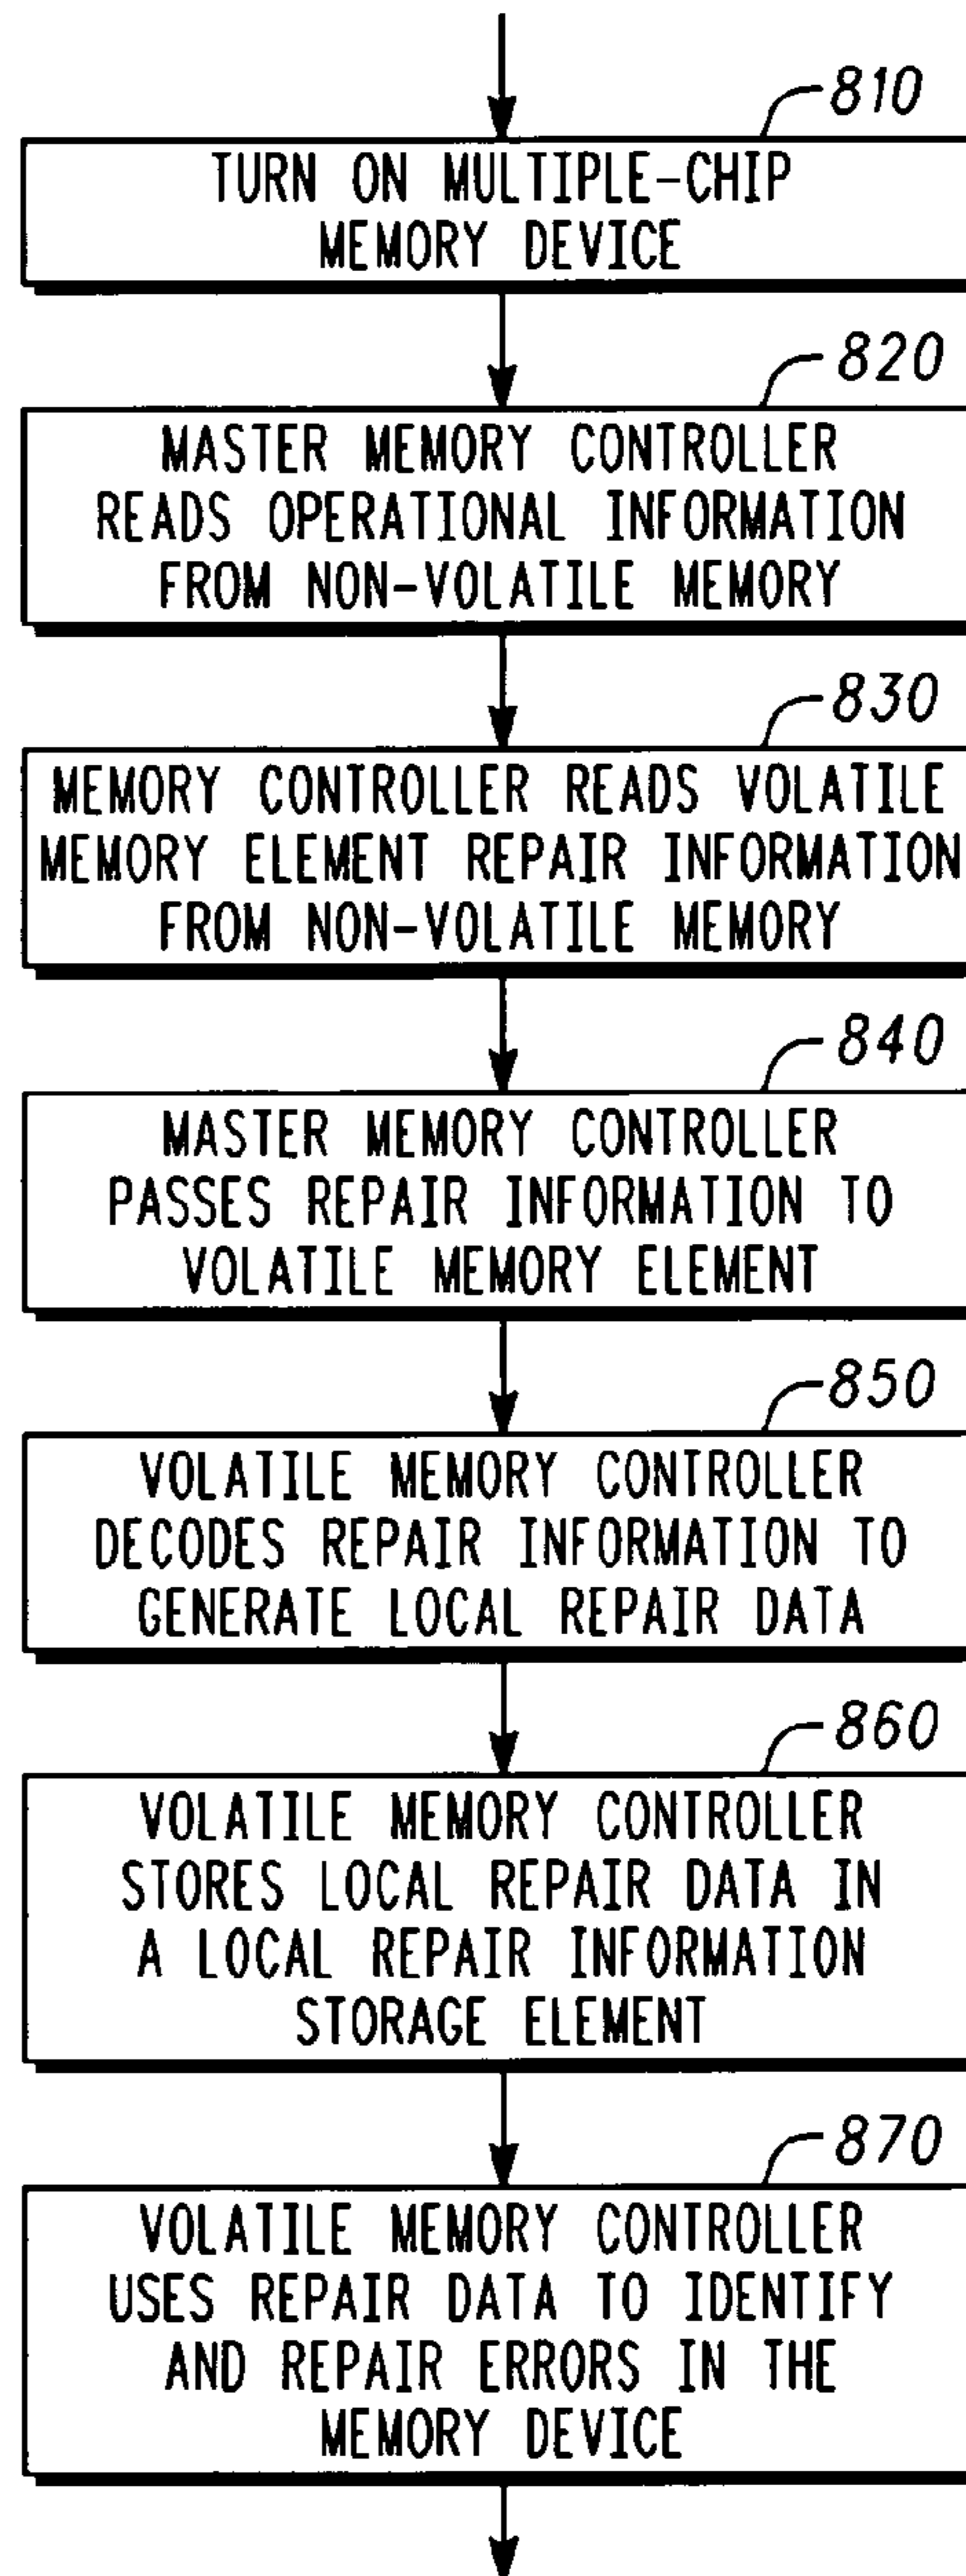 810
TURN ON MULTIPLE-CHIP
MEMORY DEVICE
820
MASTER MEMORY CONTROLLER
READS OPERATIONAL INFORMATION
FROM NON-VOLATILE MEMORY
830
MEMORY CONTROLLER READS VOLATILE
MEMORY ELEMENT REPAIR INFORMATION
FROM NON-VOLATILE MEMORY
840
MASTER MEMORY CONTROLLER
PASSES REPAIR INFORMATION TO
VOLATILE MEMORY ELEMENT
850
VOLATILE MEMORY CONTROLLER
DECODES REPAIR INFORMATION TO
GENERATE LOCAL REPAIR DATA
860
VOLATILE MEMORY CONTROLLER
STORES LOCAL REPAIR DATA IN
A LOCAL REPAIR INFORMATION
STORAGE ELEMENT
870
VOLATILE MEMORY CONTROLLER
USES REPAIR DATA TO IDENTIFY
AND REPAIR ERRORS IN THE
MEMORY DEVICE